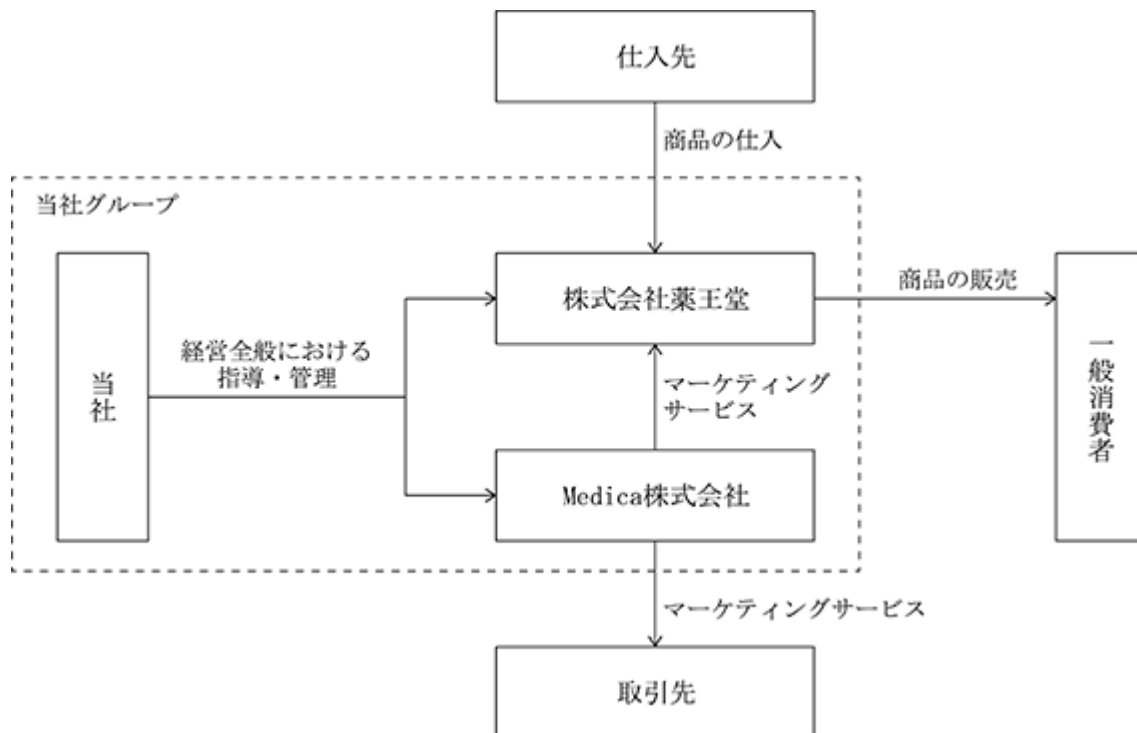 仕入先
商品の仕入
当社グループ
株式会社薬王堂
商品の販売
経営全般における
指導・管理
当社
マーケティング
サービス
一般消費者
Medica株式会社
マーケティングサービス
取引先